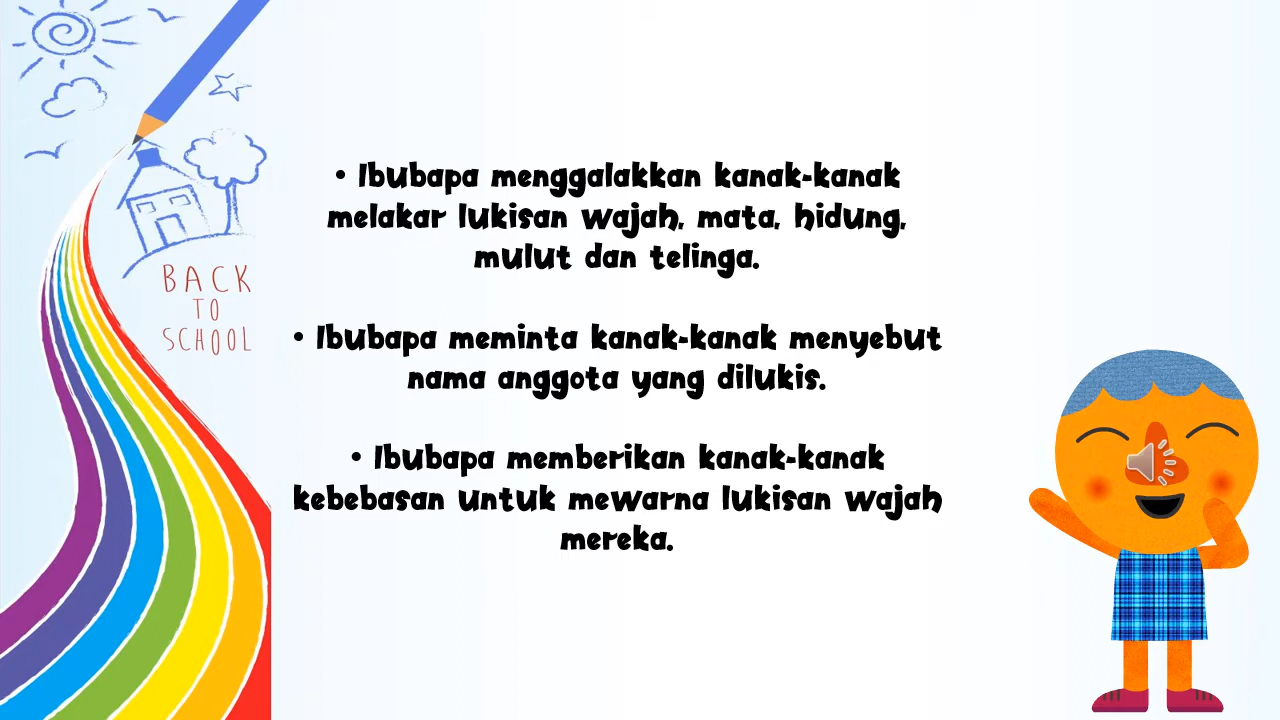 BACK
TO
SCHOOL
• Ibubapa menggalakkan kanak-kanak
melakar lukisan wajah, mata, hidung,
mulut dan telinga.
• Ibubapa meminta kanak-kanak menyebut
nama anggota yang dilukis.
• Ibubapa memberikan kanak-kanak
kebebasan untuk mewarna lukisan wajah
mereka.